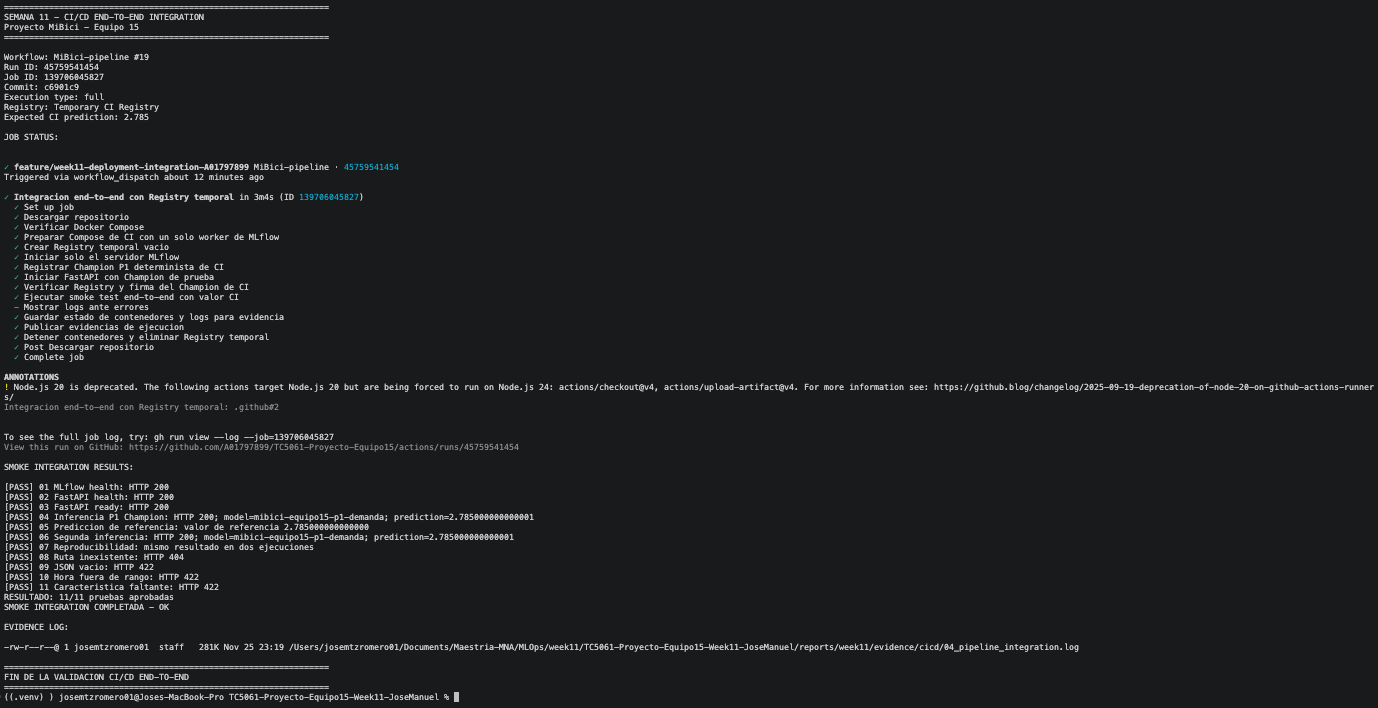 =================================================================
SEMANA 11 - CI/CD END-TO-END INTEGRATION
Proyecto MiBici - Equipo 15
=================================================================
Workflow: MiBici-pipeline #19
Run ID: 45759541454
Job ID: 139706045827
Commit: c6901c9
Execution type: full
Registry: Temporary CI Registry
Expected CI prediction: 2.785
JOB STATUS:
✓ feature/week11-deployment-integration-A01797899 MiBici-pipeline · 45759541454
Triggered via workflow_dispatch about 12 minutes ago
✓ Integracion end-to-end con Registry temporal in 3m4s (ID 139706045827)
✓ Set up job
✓ Descargar repositorio
✓ Verificar Docker Compose
✓ Preparar Compose de CI con un solo worker de MLflow
✓ Crear Registry temporal vacio
✓ Iniciar solo el servidor MLflow
✓ Registrar Champion P1 determinista de CI
✓ Iniciar FastAPI con Champion de prueba
✓ Verificar Registry y firma del Champion de CI
✓ Ejecutar smoke test end-to-end con valor CI
- Mostrar logs ante errores
✓ Guardar estado de contenedores y logs para evidencia
✓ Publicar evidencias de ejecucion
✓ Detener contenedores y eliminar Registry temporal
✓ Post Descargar repositorio
✓ Complete job
ANNOTATIONS
! Node.js 20 is deprecated. The following actions target Node.js 20 but are being forced to run on Node.js 24: actions/checkout@v4, actions/upload-artifact@v4. For more information see: https://github.blog/changelog/2025-09-19-deprecation-of-node-20-on-github-actions-runner
s/
Integracion end-to-end con Registry temporal: .github#2
To see the full job log, try: gh run view --log --job=139706045827
View this run on GitHub: https://github.com/A01797899/TC5061-Proyecto-Equipo15/actions/runs/45759541454
SMOKE INTEGRATION RESULTS:
[PASS] 01 MLflow health: HTTP 200
[PASS] 02 FastAPI health: HTTP 200
[PASS] 03 FastAPI ready: HTTP 200
[PASS] 04 Inferencia P1 Champion: HTTP 200; model=mibici-equipo15-p1-demanda; prediction=2.785000000000001
[PASS] 05 Prediccion de referencia: valor de referencia 2.785000000000000
[PASS] 06 Segunda inferencia: HTTP 200; model=mibici-equipo15-p1-demanda; prediction=2.785000000000001
[PASS] 07 Reproducibilidad: mismo resultado en dos ejecuciones
[PASS] 08 Ruta inexistente: HTTP 404
[PASS] 09 JSON vacio: HTTP 422
[PASS] 10 Hora fuera de rango: HTTP 422
[PASS] 11 Caracteristica faltante: HTTP 422
RESULTADO: 11/11 pruebas aprobadas
SMOKE INTEGRATION COMPLETADA - OK
EVIDENCE LOG:
-rw-r--r--@ 1 josemtzromero01  staff   281K Nov 25 23:19 /Users/josemtzromero01/Documents/Maestria-MNA/MLOps/week11/TC5061-Proyecto-Equipo15-Week11-JoseManuel/reports/week11/evidence/cicd/04_pipeline_integration.log
=================================================================
FIN DE LA VALIDACION CI/CD END-TO-END
=================================================================
((.venv) ) josemtzromero01@Joses-MacBook-Pro TC5061-Proyecto-Equipo15-Week11-JoseManuel %